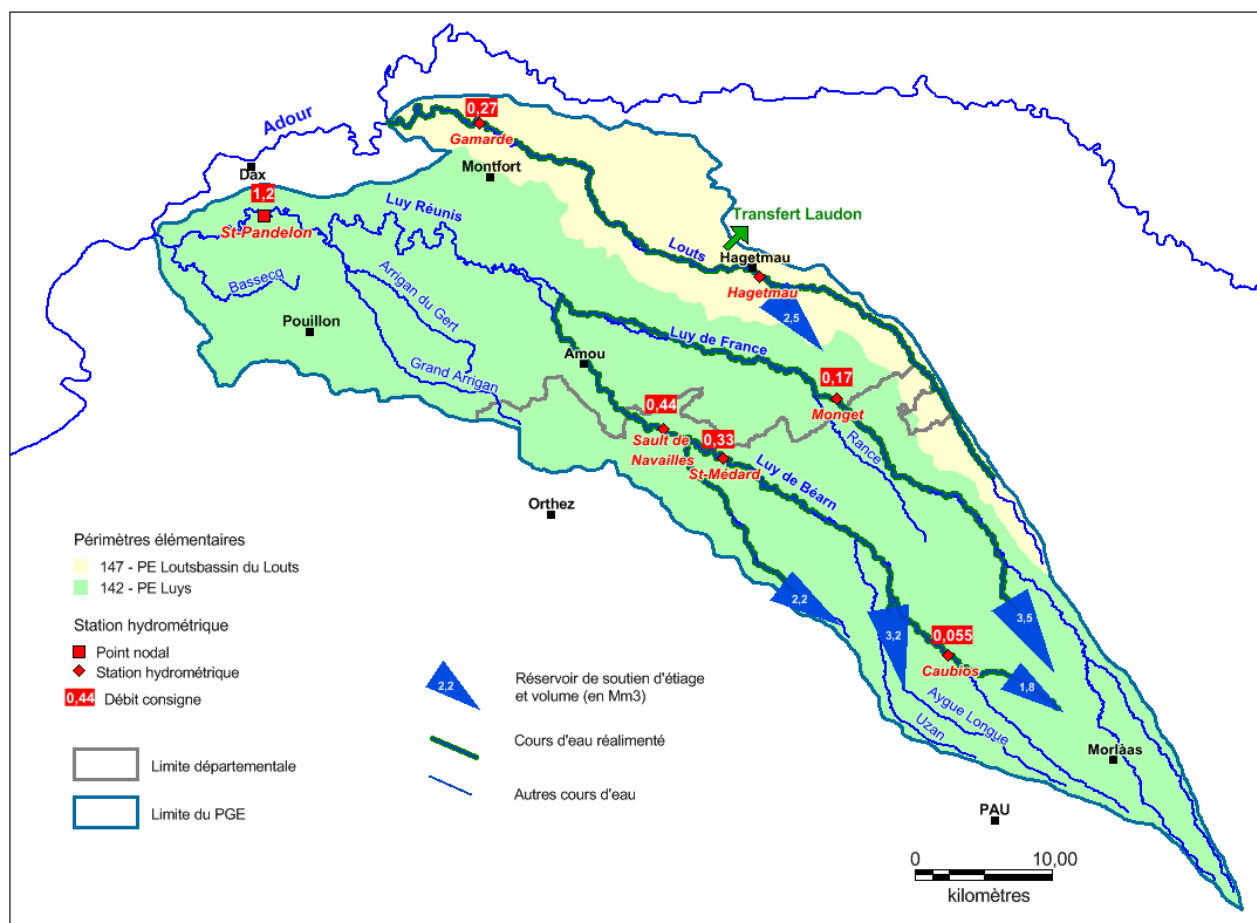 Adour
0,27
Gamarde
Montfort
Dax
1,2
St-Pandelon
Luy Réunis
Transfert Laudon
Louts
Hagetmau
Hagetmau
2,5
Bassecq
Arrigan du Gert
Pouillon
Luy de France
Amou
Grand Arrigan
0,17
Monget
0,44
Sault de
Navailles
0,33
St-Médard
Rance
Luy de Béarn
Orthez
Périmètres élémentaires
147 - PE Loutsbassin du Louts
142 - PE Luys
Station hydrométrique
Point nodal
Station hydrométrique
0,44 Débit consigne
Limite départementale
Limite du PGE
2,2
Réservoir de soutien d'étiage
et volume (en Mm3)
Cours d'eau réalimenté
Autres cours d'eau
2,2
3,2
3,5
0,055
Caubios
1,8
Aygue Longue
Uzan
Morlàas
PAU
0 10,00
kilomètres